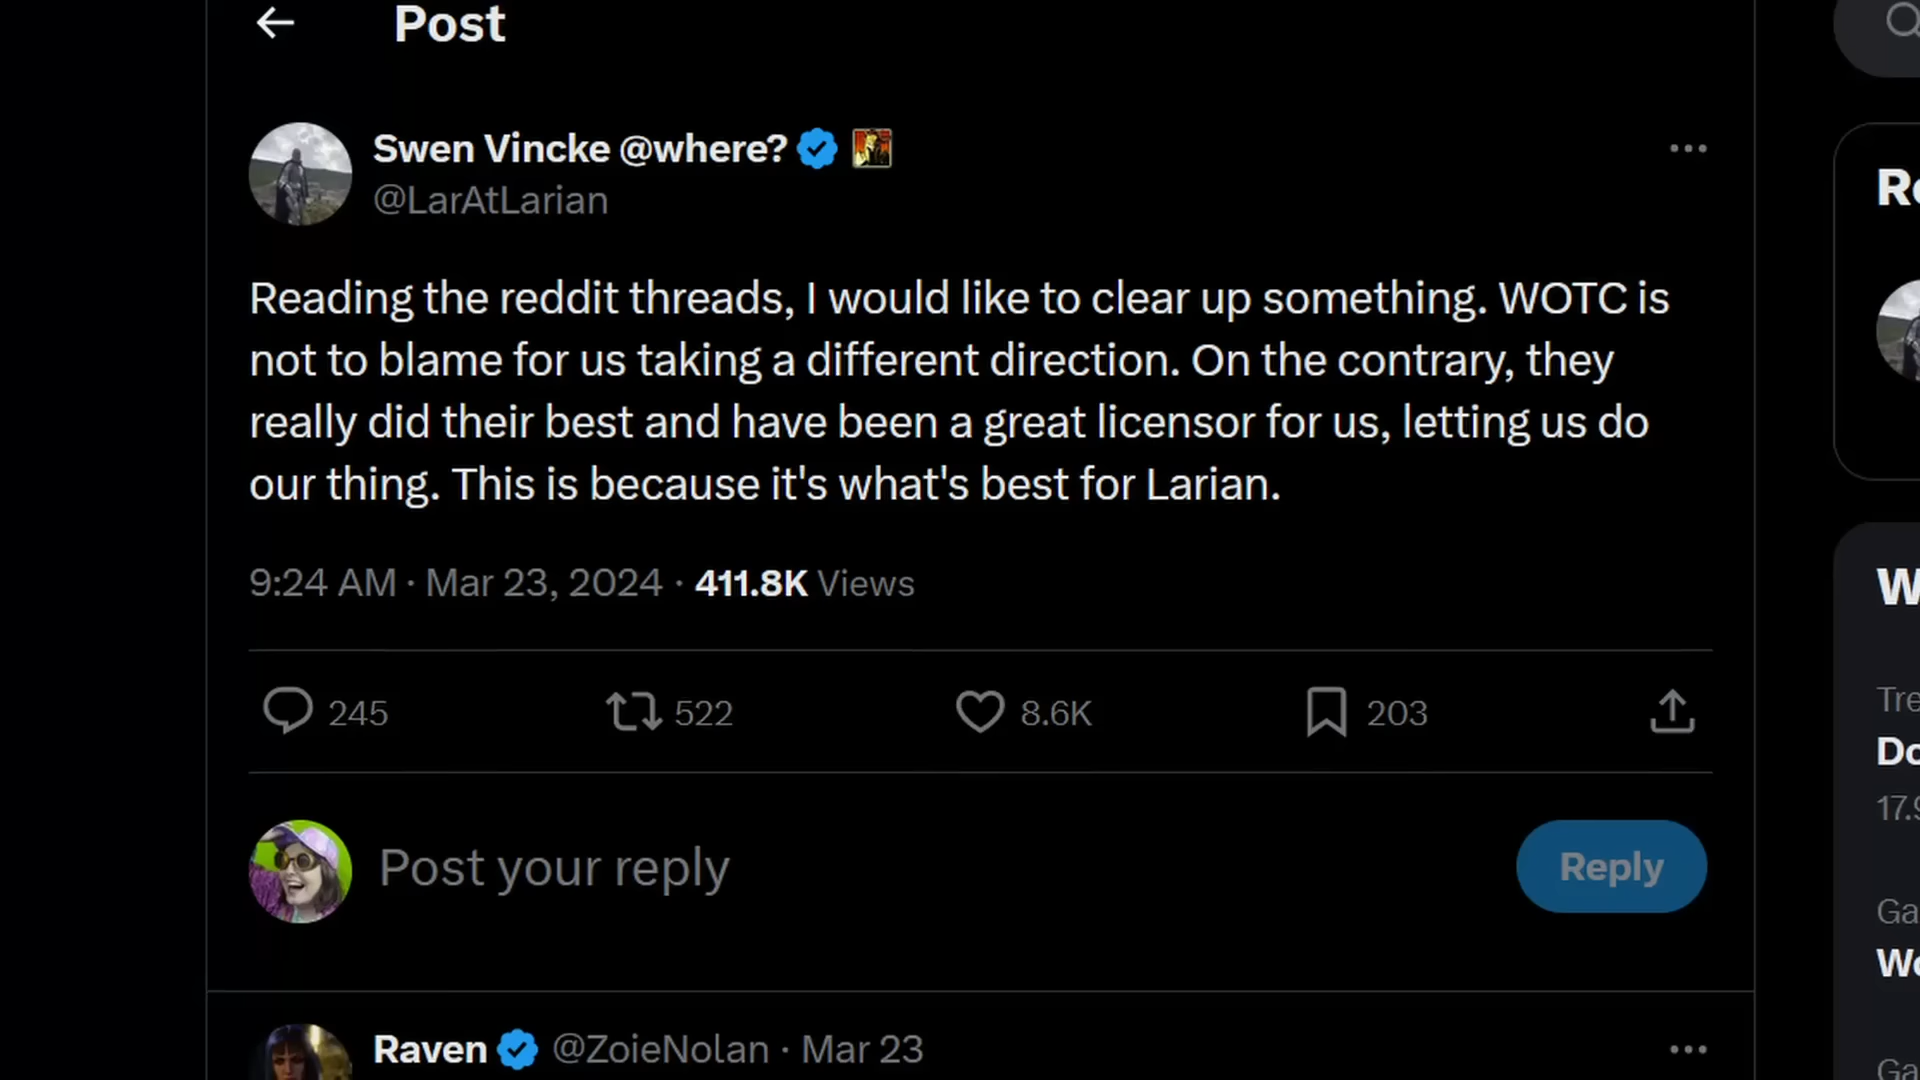 Post
Swen Vincke @where?
@LarAtLarian
Reading the reddit threads, I would like to clear up something. WOTC is
not to blame for us taking a different direction. On the contrary, they
really did their best and have been a great licensor for us, letting us do
our thing. This is because it's what's best for Larian.
9:24 AM · Mar 23, 2024 · 411.8K Views
245 522 8.6K 203
Post your reply
Reply
Raven @ZoieNolan · Mar 23